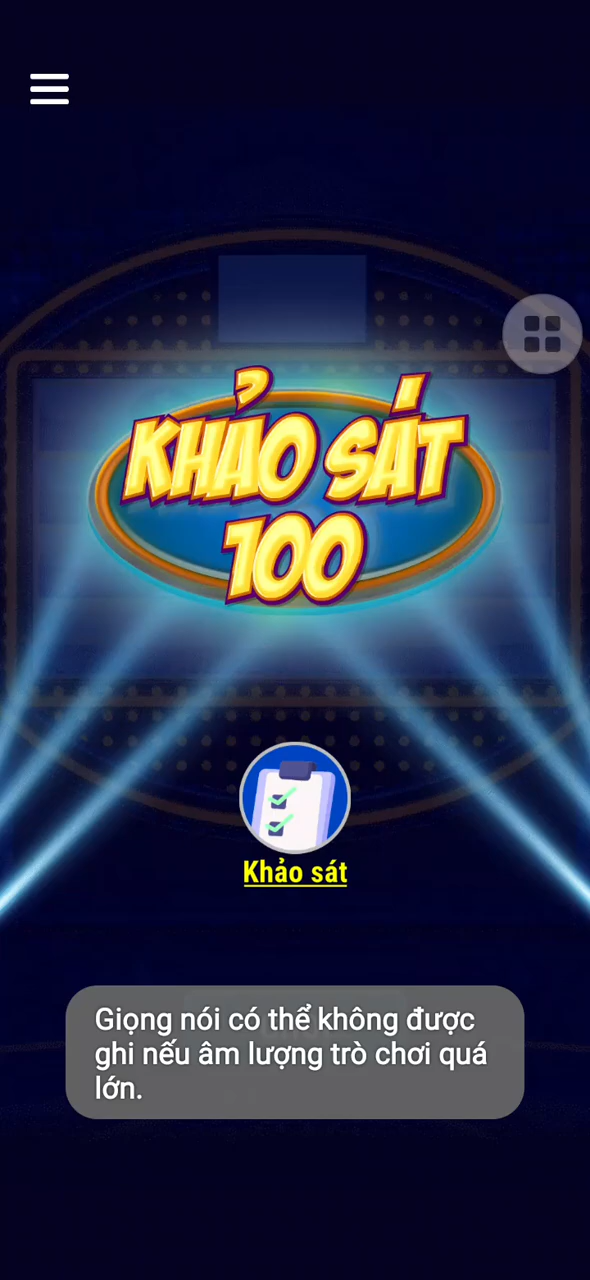 KHẢO SÁT
100
Khảo sát
Giọng nói có thể không được
ghi nếu âm lượng trò chơi quá
lớn.